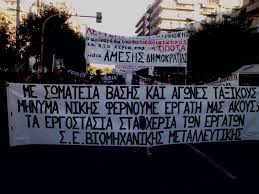 ΤΙΠΟΤΑ
ΑΜΕΣΗΣ ΔΗΜΟΚΡΑΤΙΑΣ
ΜΕ ΣΩΜΑΤΕΙΑ ΒΑΣΗΣ ΚΑΙ ΑΓΩΝΕΣ ΤΑΞΙΚΟΥΣ
ΜΗΝΥΜΑ ΝΙΚΗΣ ΦΕΡΝΟΥΜΕ ΕΡΓΑΤΗ ΜΑΣ ΑΚΟΥΣ
ΤΑ ΕΡΓΟΣΤΑΣΙΑ ΣΤΑ ΧΕΡΙΑ ΤΩΝ ΕΡΓΑΤΩΝ
Σ.Ε. ΒΙΟΜΗΧΑΝΙΚΗΣ ΜΕΤΑΛΛΕΥΤΙΚΗΣ